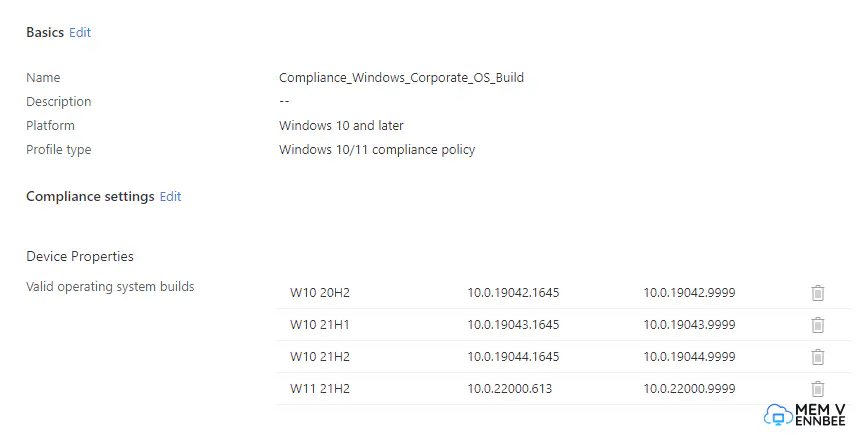 Basics Edit
Name Compliance_Windows_Corporate_OS_Build
Description --
Platform Windows 10 and later
Profile type Windows 10/11 compliance policy
Compliance settings Edit
Device Properties
Valid operating system builds
W10 20H2 10.0.19042.1645 10.0.19042.9999
W10 21H1 10.0.19043.1645 10.0.19043.9999
W10 21H2 10.0.19044.1645 10.0.19044.9999
W11 21H2 10.0.22000.613 10.0.22000.9999
MEM V
ENNBEE